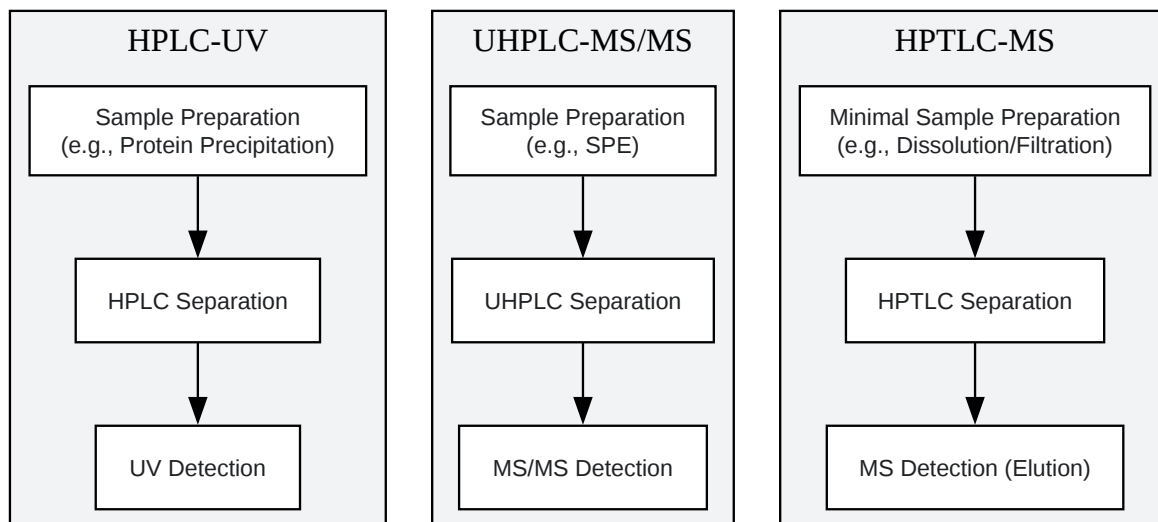 HPLC-UV
Sample Preparation
(e.g., Protein Precipitation)
HPLC Separation
UV Detection
UHPLC-MS/MS
Sample Preparation
(e.g., SPE)
UHPLC Separation
MS/MS Detection
HPTLC-MS
Minimal Sample Preparation
(e.g., Dissolution/Filtration)
HPTLC Separation
MS Detection (Elution)